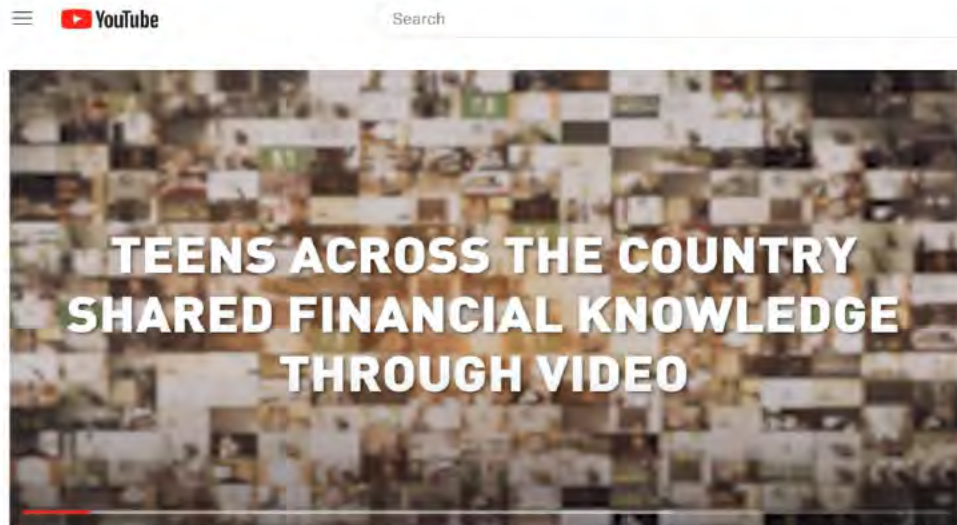 YouTube
Search
TEENS ACROSS THE COUNTRY
SHARED FINANCIAL KNOWLEDGE
THROUGH VIDEO